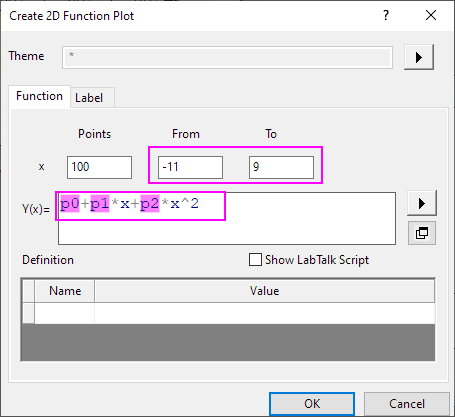 Create 2D Function Plot ? ×
Theme *
Function Label
Points From To
x 100 -11 9
Y(x)= p0+p1*x+p2*x^2
Definition Show LabTalk Script
Name Value
OK Cancel